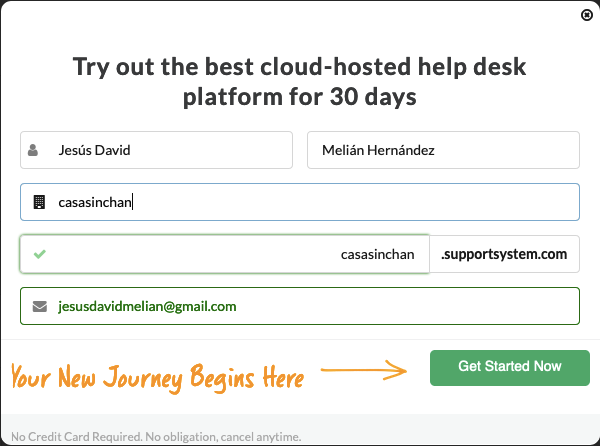 Try out the best cloud-hosted help desk
platform for 30 days
Jesús David
Melián Hernández
casasinchan
casasinchan .supportsystem.com
jesusdavidmelian@gmail.com
Your New Journey Begins Here
Get Started Now
No Credit Card Required. No obligation, cancel anytime.